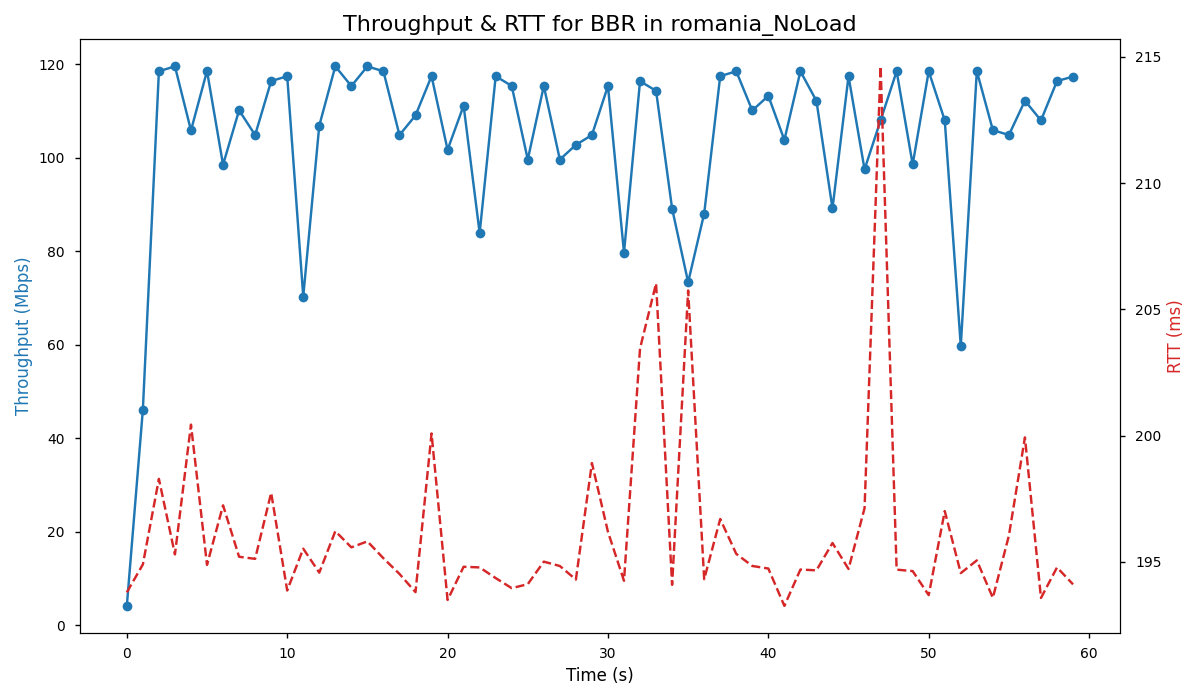 Throughput & RTT for BBR in romania_NoLoad
120
100
80
60
40
20
0
Throughput (Mbps)
215
210
205
200
195
RTT (ms)
0 10 20 30 40 50 60
Time (s)